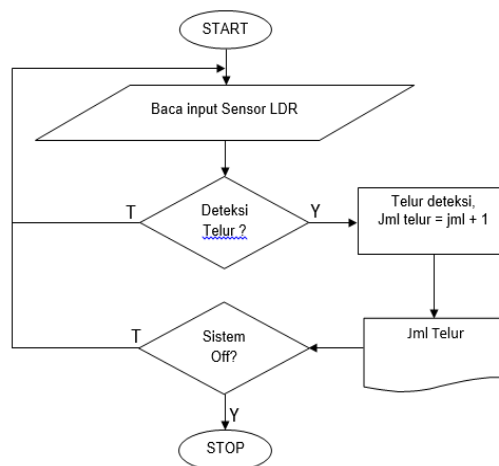 START
Baca input Sensor LDR
Deteksi
Telur ?
T
Y
Telur deteksi,
Jml telur = jml + 1
Jml Telur
Sistem
Off?
T
Y
STOP